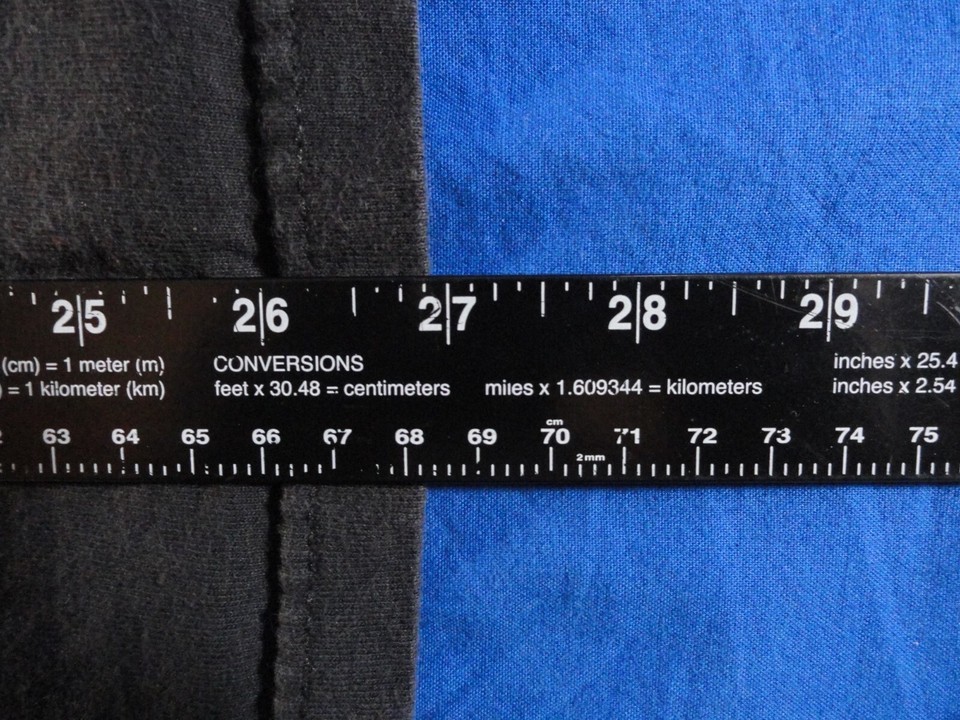 25 26 27 28 29
(cm) = 1 meter (m) CONVERSIONS inches x 25.4
) = 1 kilometer (km) feet x 30.48 = centimeters miles x 1.609344 = kilometers inches x 2.54
cm
63 64 65 66 67 68 69 70 71 72 73 74 75
2mm